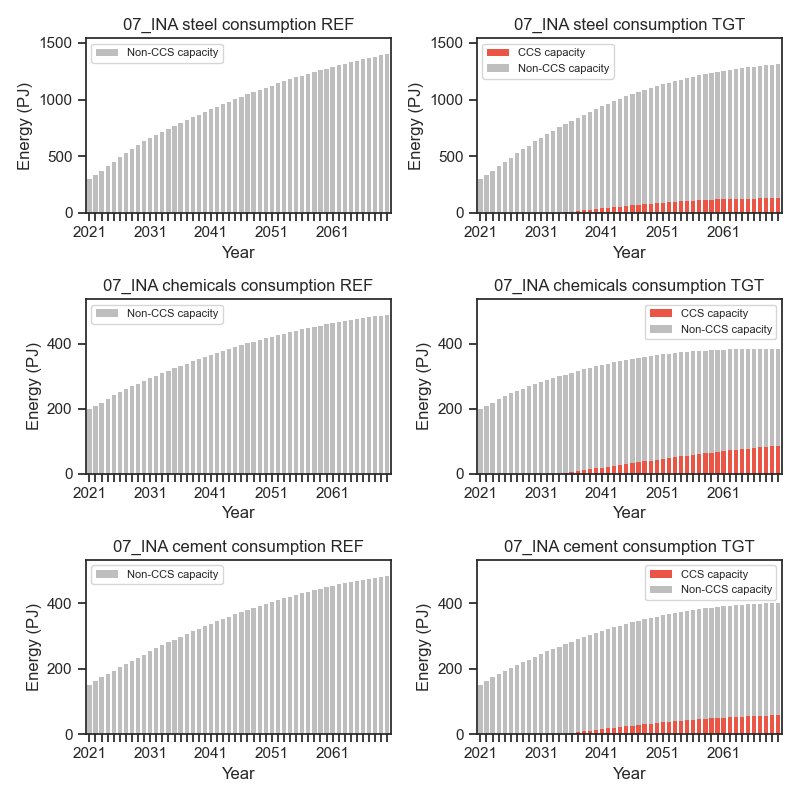 07_INA steel consumption REF
Energy (PJ)
1500
1000
500
0
Non-CCS capacity
2021 2031 2041 2051 2061
Year
07_INA steel consumption TGT
Energy (PJ)
1500
1000
500
0
CCS capacity
Non-CCS capacity
2021 2031 2041 2051 2061
Year
07_INA chemicals consumption REF
Energy (PJ)
400
200
0
Non-CCS capacity
2021 2031 2041 2051 2061
Year
07_INA chemicals consumption TGT
Energy (PJ)
400
200
0
CCS capacity
Non-CCS capacity
2021 2031 2041 2051 2061
Year
07_INA cement consumption REF
Energy (PJ)
400
200
0
Non-CCS capacity
2021 2031 2041 2051 2061
Year
07_INA cement consumption TGT
Energy (PJ)
400
200
0
CCS capacity
Non-CCS capacity
2021 2031 2041 2051 2061
Year